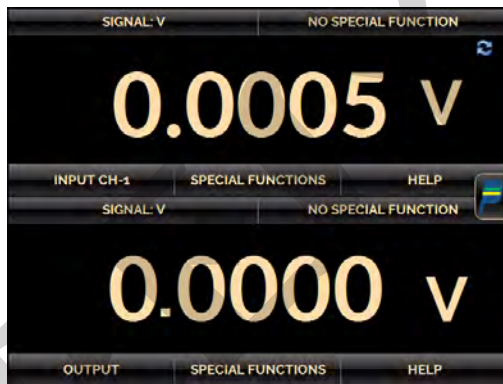 SIGNAL: V NO SPECIAL FUNCTION
0.0005 V
INPUT CH-1 SPECIAL FUNCTIONS HELP
SIGNAL: V NO SPECIAL FUNCTION
0.0000 V
OUTPUT SPECIAL FUNCTIONS HELP